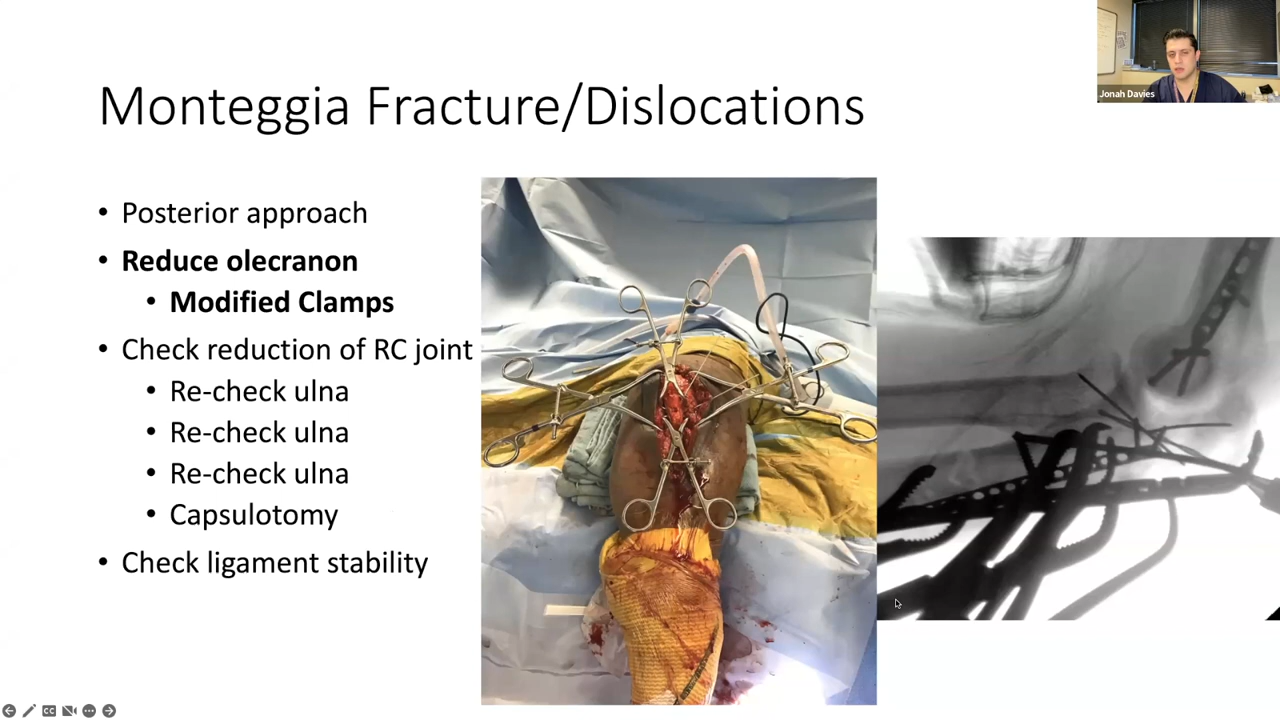 Jonah Davies
Monteggia Fracture/Dislocations
• Posterior approach
• Reduce olecranon
• Modified Clamps
• Check reduction of RC joint
• Re-check ulna
• Re-check ulna
• Re-check ulna
• Capsulotomy
• Check ligament stability
CC